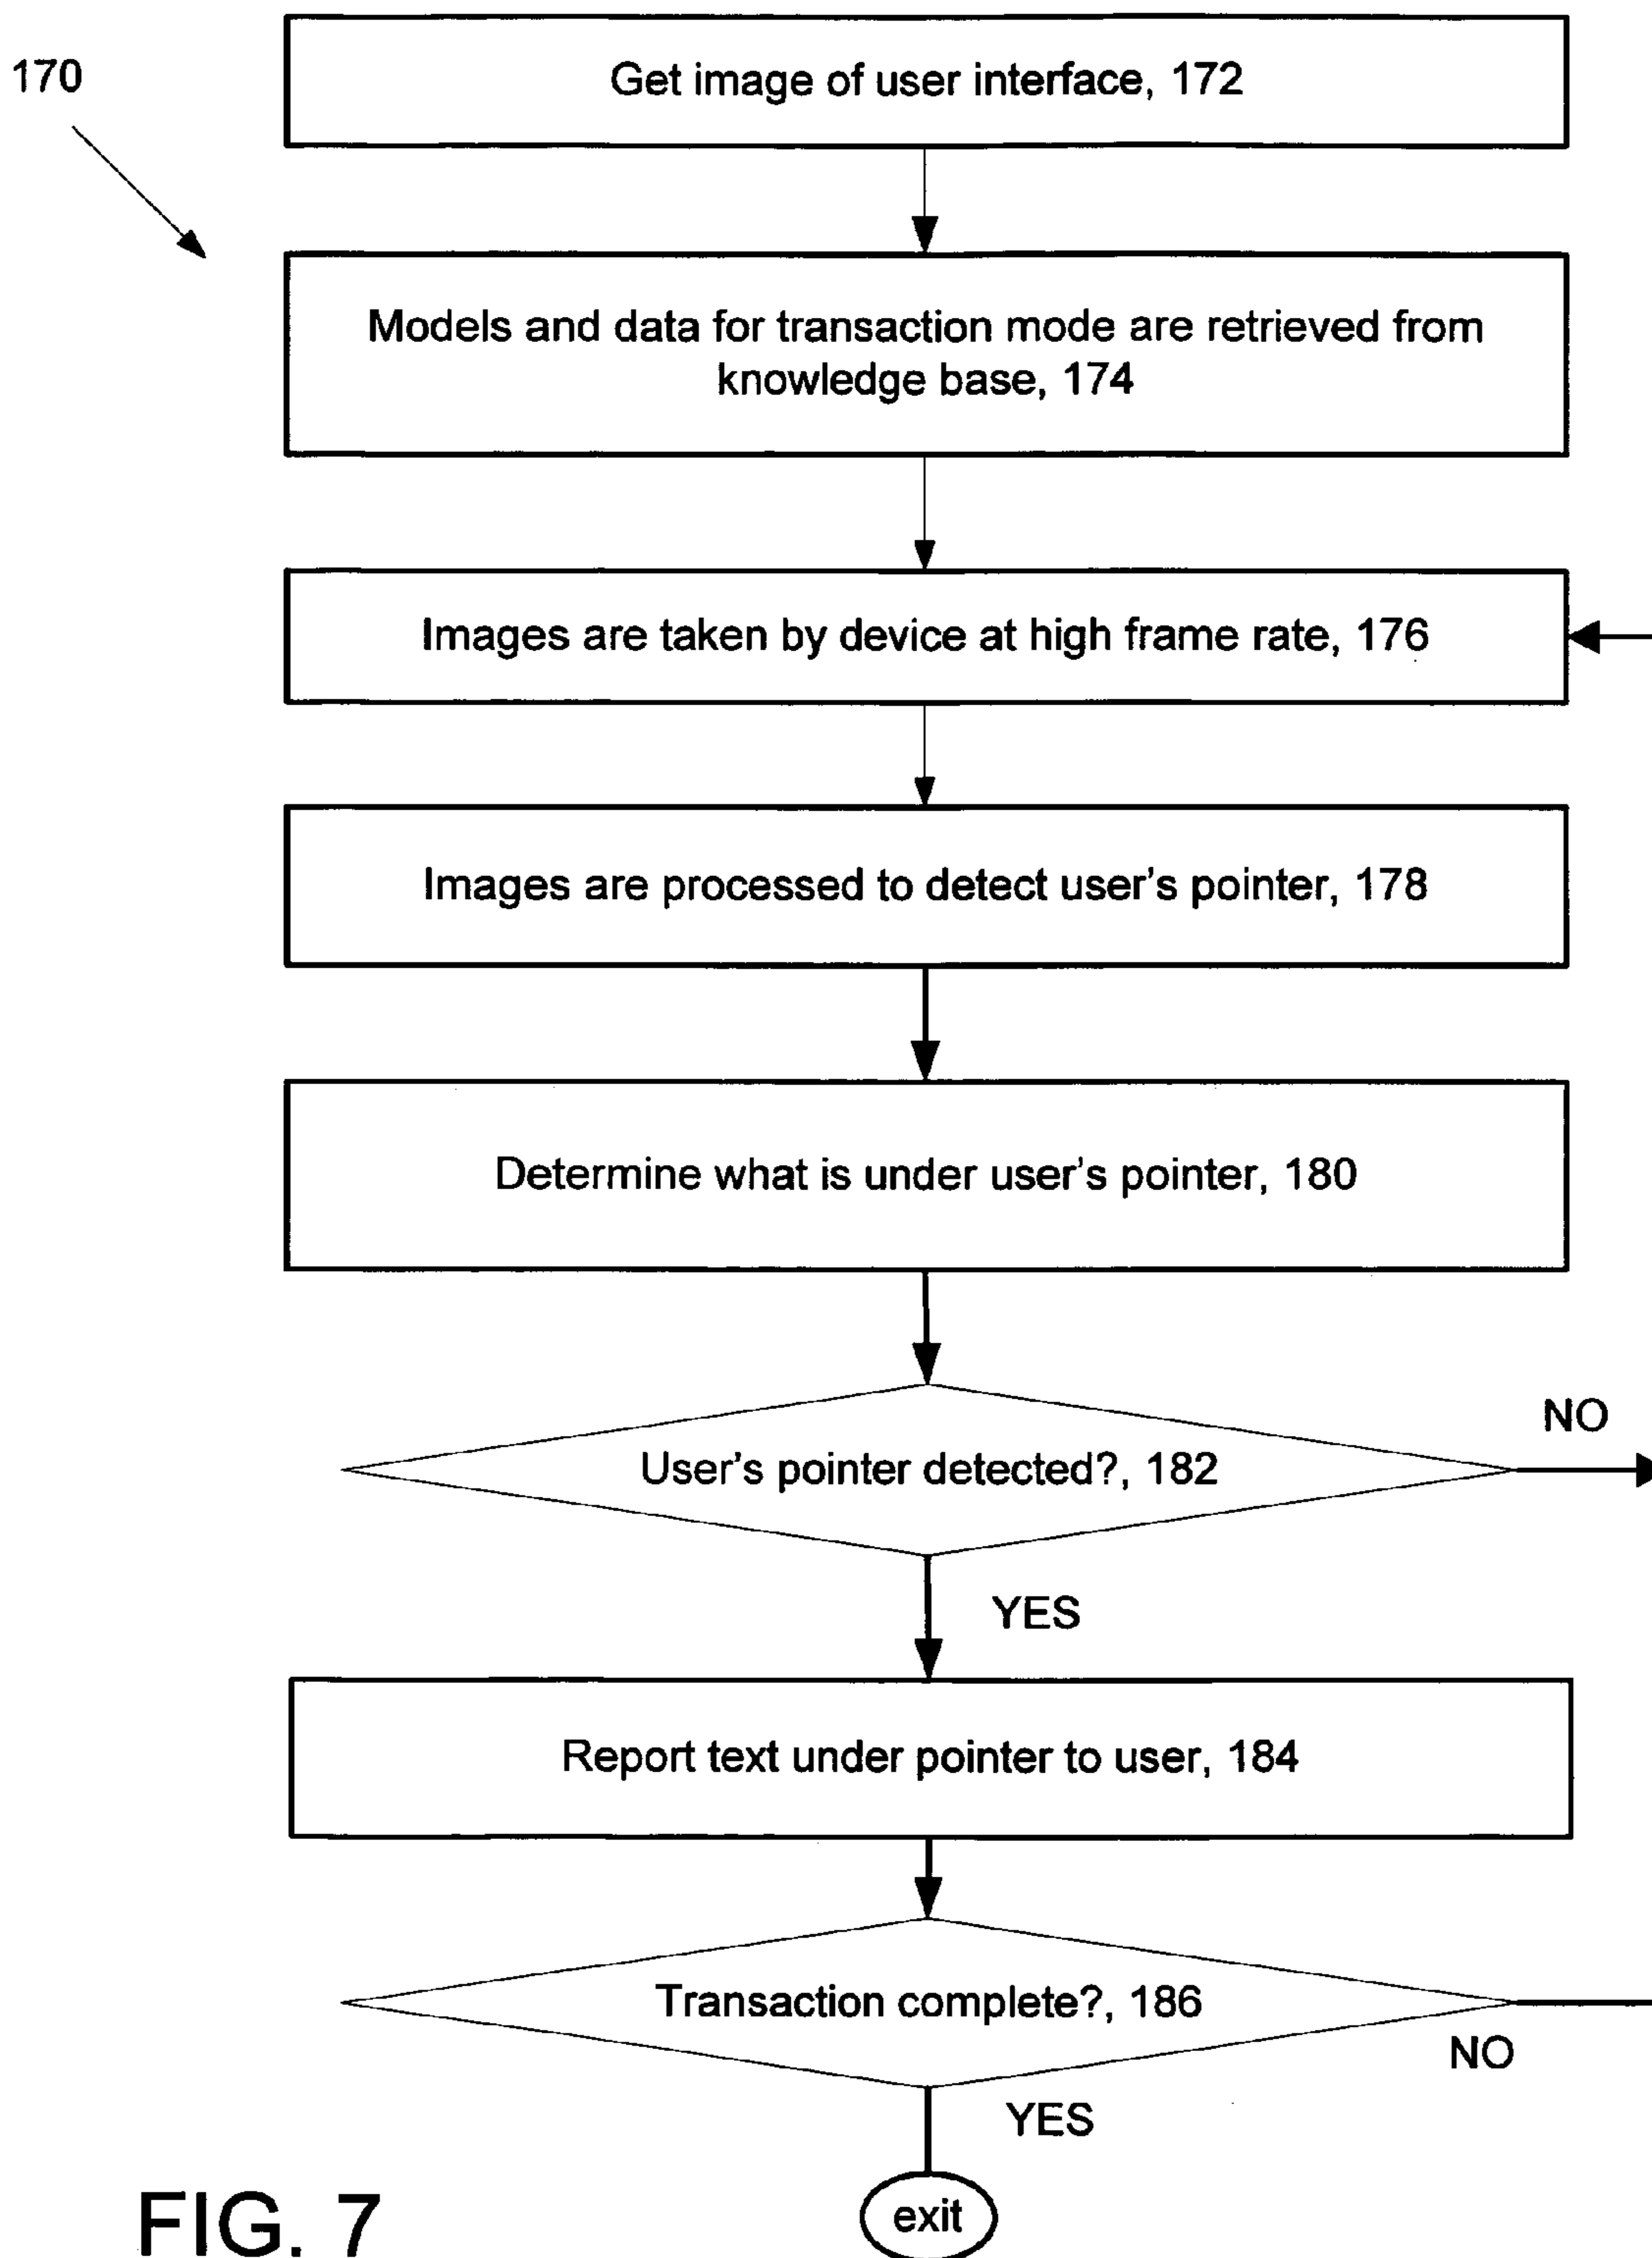 170
Get image of user interface, 172
Models and data for transaction mode are retrieved from
knowledge base, 174
Images are taken by device at high frame rate, 176
Images are processed to detect user's pointer, 178
Determine what is under user's pointer, 180
User's pointer detected?, 182
NO
YES
Report text under pointer to user, 184
Transaction complete?, 186
NO
YES
exit
FIG. 7